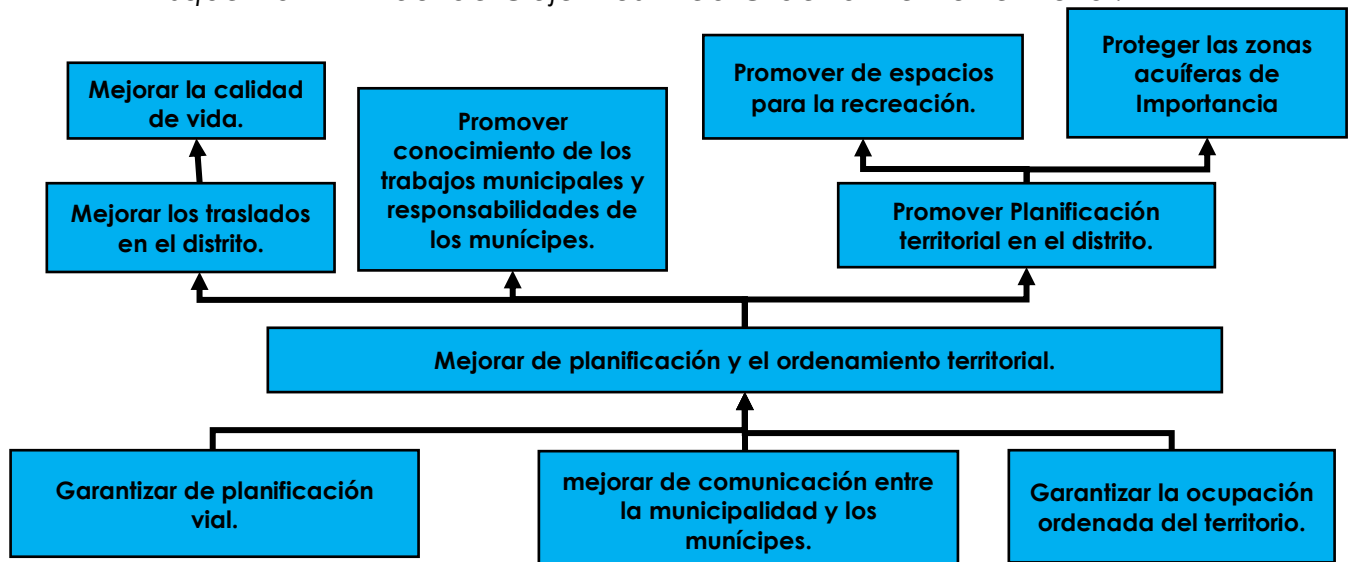 Proteger las zonas
acuíferas de
Importancia
Promover de espacios
para la recreación.
Mejorar la calidad
de vida.
Promover
conocimiento de los
trabajos municipales y
responsabilidades de
los munícipes.
Mejorar los traslados
en el distrito.
Promover Planificación
territorial en el distrito.
Mejorar de planificación y el ordenamiento territorial.
Garantizar de planificación
vial.
mejorar de comunicación entre
la municipalidad y los
munícipes.
Garantizar la ocupación
ordenada del territorio.